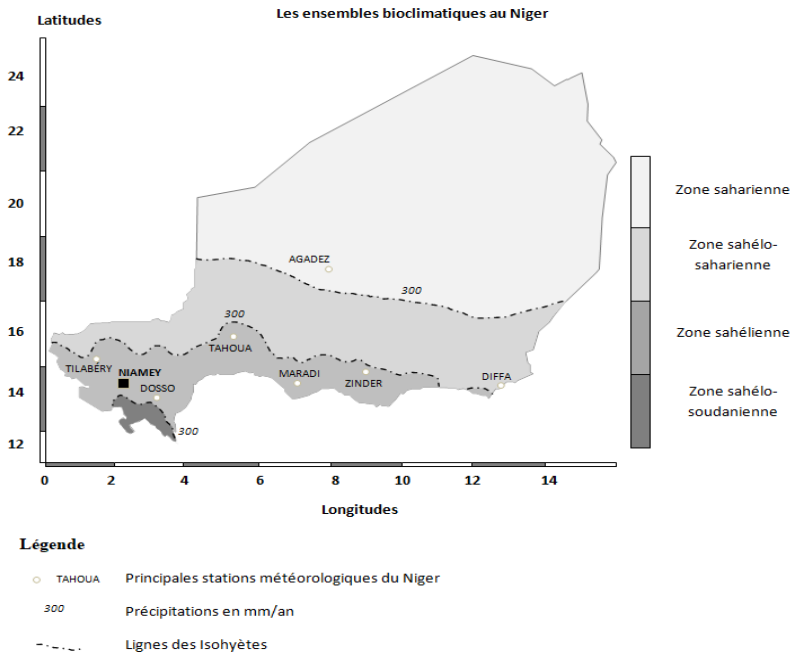 Les ensembles bioclimatiques au Niger
Latitudes
24
22
20
18
16
14
12
AGADEZ
300
300
TAHOUA
TILABÉRY
NIAMEY
DOSSO
MARADI
ZINDER
DIFFA
300
0
2
4
6
8
10
12
14
Longitudes
Zone saharienne
Zone sahélo-
saharienne
Zone sahélienne
Zone sahélo-
soudanienne
Légende
TAHOUA Principales stations météorologiques du Niger
300 Précipitations en mm/an
Lignes des Isohyètes